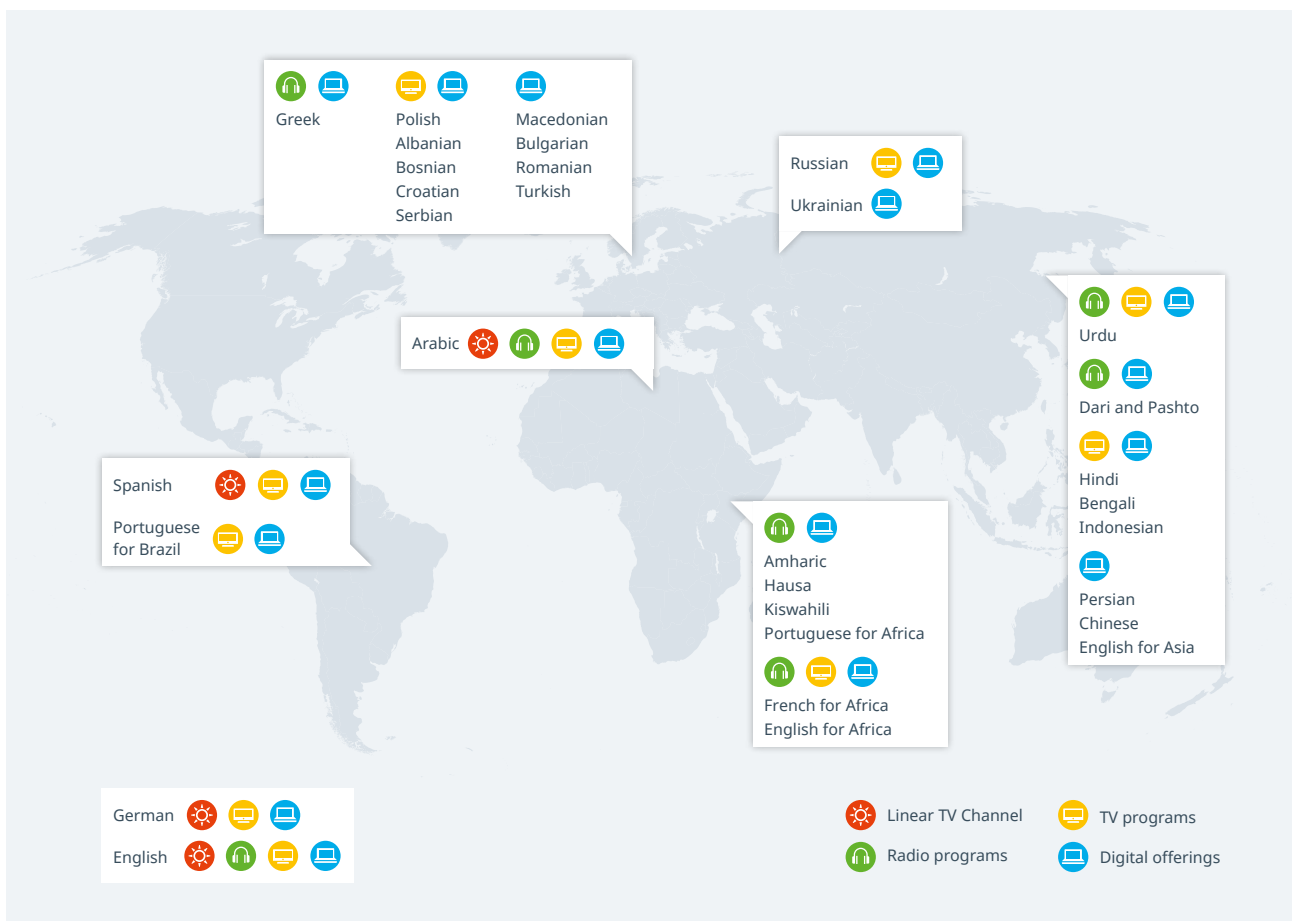 Greek
Polish
Albanian
Bosnian
Croatian
Serbian
Macedonian
Bulgarian
Romanian
Turkish
Russian
Ukrainian
Arabic
Urdu
Dari and Pashto
Hindi
Bengali
Indonesian
Persian
Chinese
English for Asia
Spanish
Portuguese
for Brazil
Amharic
Hausa
Kiswahili
Portuguese for Africa
French for Africa
English for Africa
German
English
Linear TV Channel
TV programs
Radio programs
Digital offerings